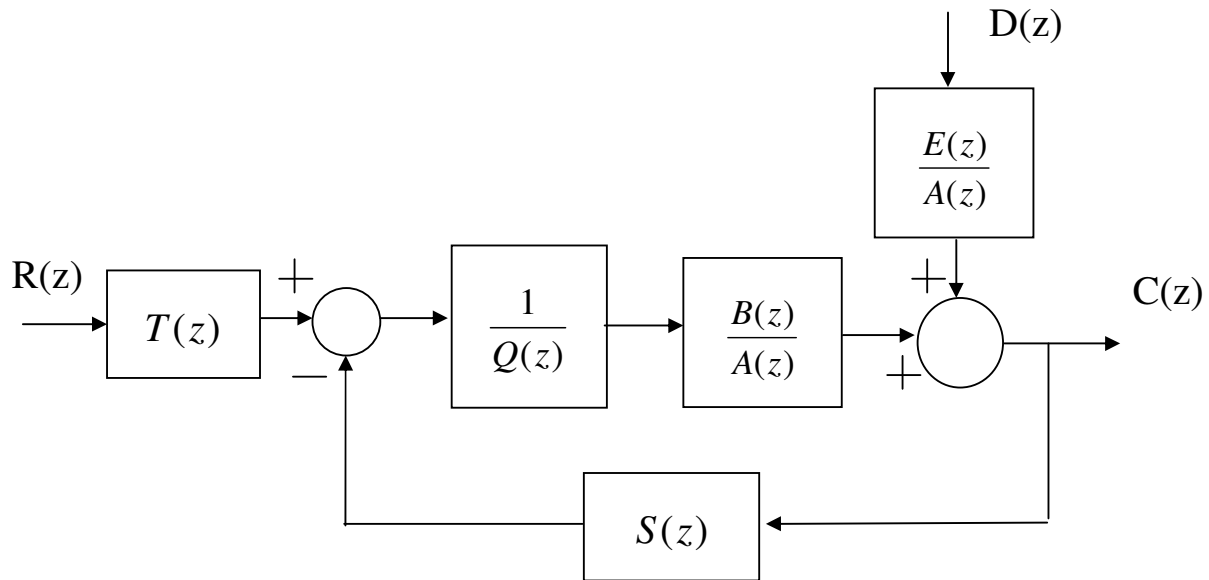 D(z)
E(z)
A(z)
R(z)
+
+
C(z)
T(z)
1
Q(z)
B(z)
A(z)
−
+
S(z)